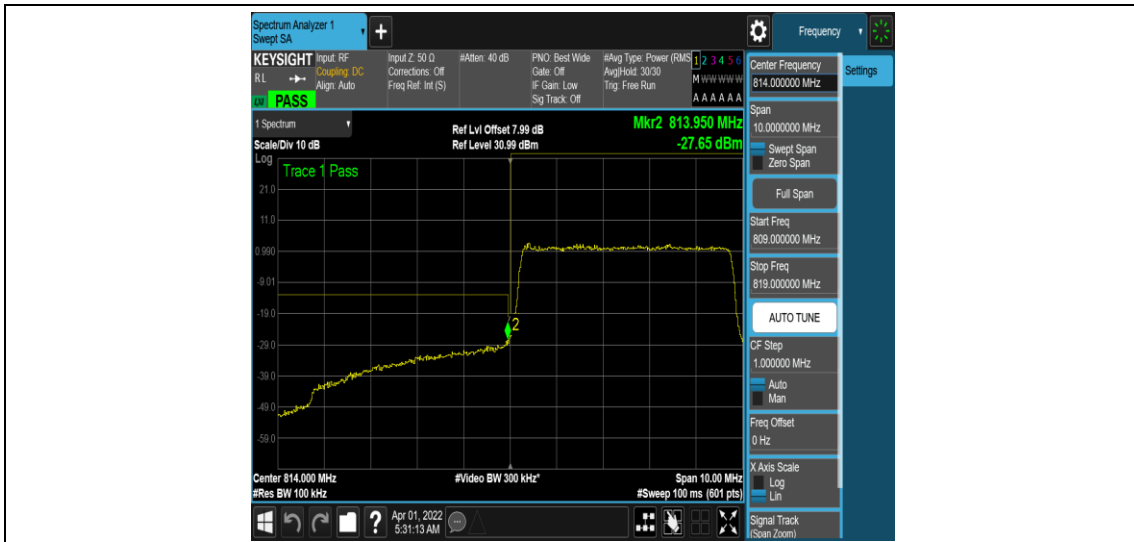 Spectrum Analyzer 1
Swept SA
+
Frequency
KEYSIGHT
RL
LXI
PASS
Input: RF
Coupling: DC
Align: Auto
Input Z: 50 Ω
Corrections: Off
Freq Ref: Int (S)
#Atten: 40 dB
PNO: Best Wide
Gate: Off
IF Gain: Low
Sig Track: Off
#Avg Type: Power (RMS
Avg|Hold: 30/30
Trig: Free Run
1 2 3 4 5 6
M W W W W W
A A A A A A
Center Frequency
814.000000 MHz
Settings
Span
10.0000000 MHz
Swept Span
Zero Span
Full Span
Start Freq
809.000000 MHz
Stop Freq
819.000000 MHz
AUTO TUNE
CF Step
1.000000 MHz
Auto
Man
Freq Offset
0 Hz
X Axis Scale
Log
Lin
Signal Track
(Span Zoom)
1 Spectrum
Scale/Div 10 dB
Ref Lvl Offset 7.99 dB
Ref Level 30.99 dBm
Mkr2 813.950 MHz
-27.65 dBm
Log
Trace 1 Pass
21.0
11.0
0.990
-9.01
-19.0
-29.0
-39.0
-49.0
-59.0
2
Center 814.000 MHz
#Res BW 100 kHz
#Video BW 300 kHz*
Span 10.00 MHz
#Sweep 100 ms (601 pts)
?
Apr 01, 2022
5:31:13 AM